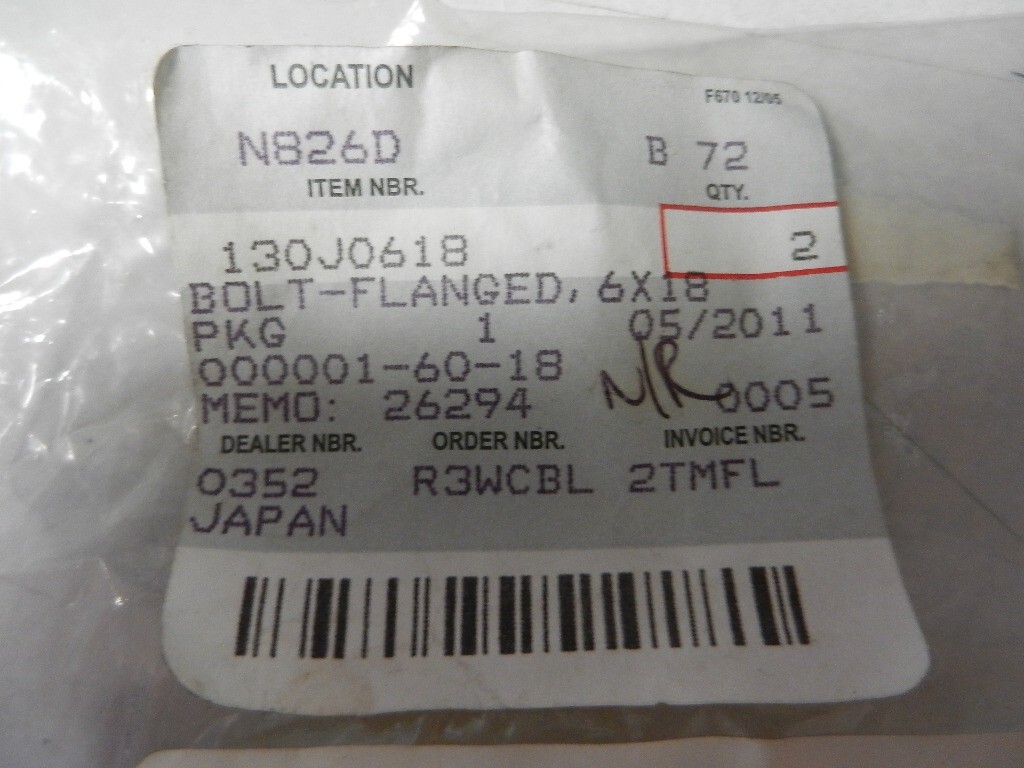 LOCATION
F670 12/05
N826D B 72
ITEM NBR. QTY.
130J0618 2
BOLT-FLANGED, 6X18
PKG 1 05/2011
000001-60-18
N/R
MEMO: 26294 0005
DEALER NBR. ORDER NBR. INVOICE NBR.
0352 R3WCBL 2TMFL
JAPAN